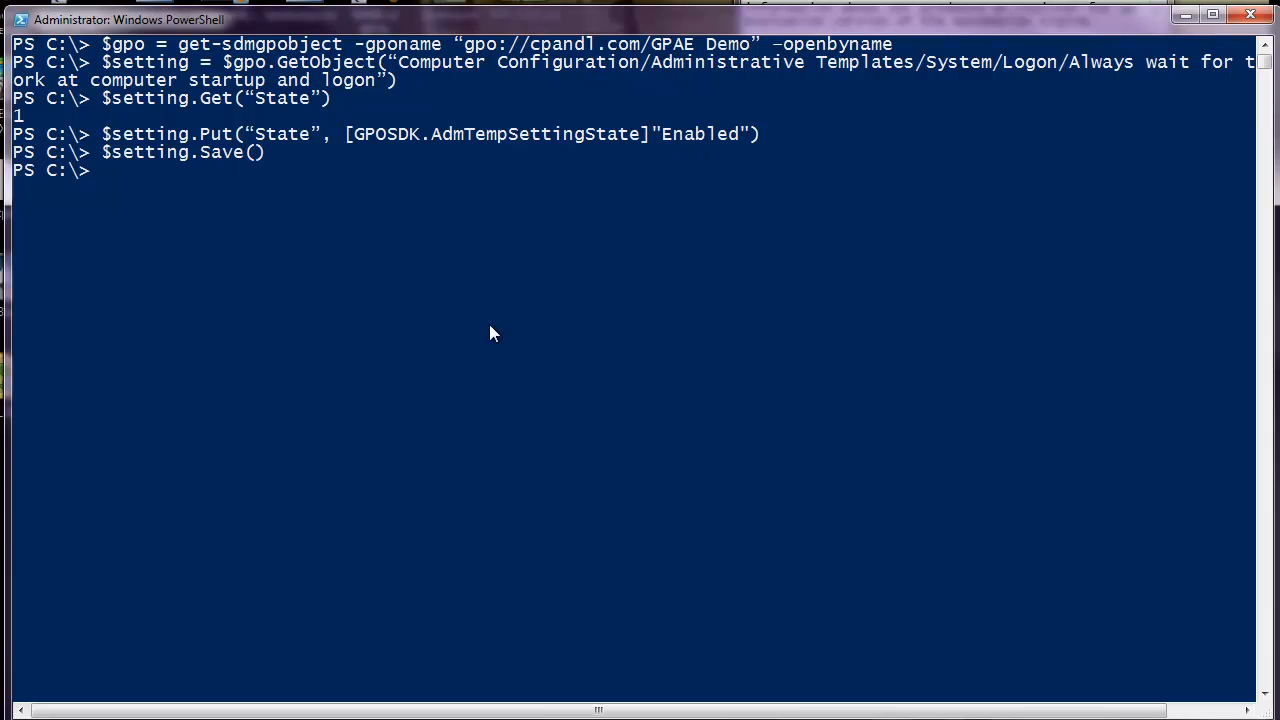 Administrator: Windows PowerShell
PS C:\> $gpo = get-sdmgpobject -gponame “gpo://cpandl.com/GPAE Demo” –openbyname
PS C:\> $setting = $gpo.GetObject(“Computer Configuration/Administrative Templates/System/Logon/Always wait for t
ork at computer startup and logon”)
PS C:\> $setting.Get(“State”)
1
PS C:\> $setting.Put(“State”, [GPOSDK.AdmTempSettingState]"Enabled")
PS C:\> $setting.Save()
PS C:\>